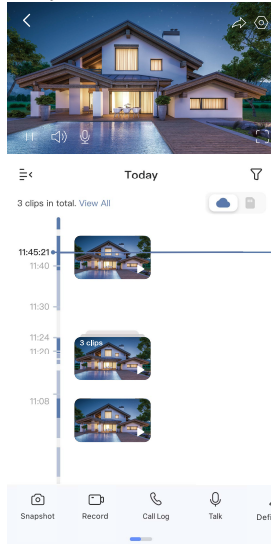 Today
3 clips in total. View All
11:45:21
11:40
11:30
11:24
3 clips
11:20
11:08
Snapshot
Record
Call Log
Talk
Defi